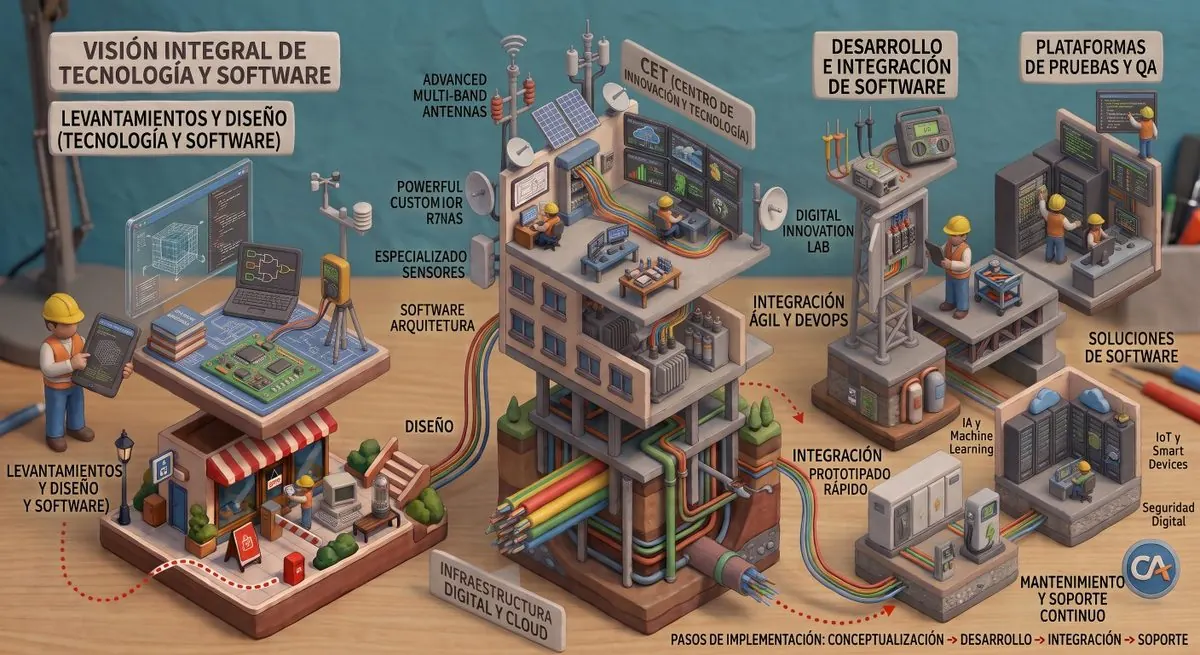 VISIÓN INTEGRAL DE
TECNOLOGÍA Y SOFTWARE
LEVANTAMIENTOS Y DISEÑO
(TECNOLOGÍA Y SOFTWARE)
ADVANCED
MULTI-BAND
ANTENNAS
CET (CENTRO DE
INNOVACIÓN Y TECNOLOGÍA)
DESARROLLO
E INTEGRACIÓN
DE SOFTWARE
PLATAFORMAS
DE PRUEBAS Y QA
POWERFUL
CUSTOMIOR
R7NAS
ESPECIALIZADO
SENSORES
SOFTWARE
ARQUITETURA
DIGITAL
INNOVATION
LAB
INTEGRACIÓN
ÁGIL Y DEVOPS
SOLUCIONES
DE SOFTWARE
DISEÑO
LEVANTAMIENTOS
Y DISEÑO
Y SOFTWARE)
INTEGRACIÓN
PROTOTIPADO
RÁPIDO
IA y
Machine
Learning
IoT y
Smart
Devices
Seguridad
Digital
INFRAESTRUCTURA
DIGITAL Y CLOUD
CA
MANTENIMIENTO
Y SOPORTE
CONTINUO
PASOS DE IMPLEMENTACIÓN: CONCEPTUALIZACIÓN → DESARROLLO → INTEGRACIÓN → SOPORTE